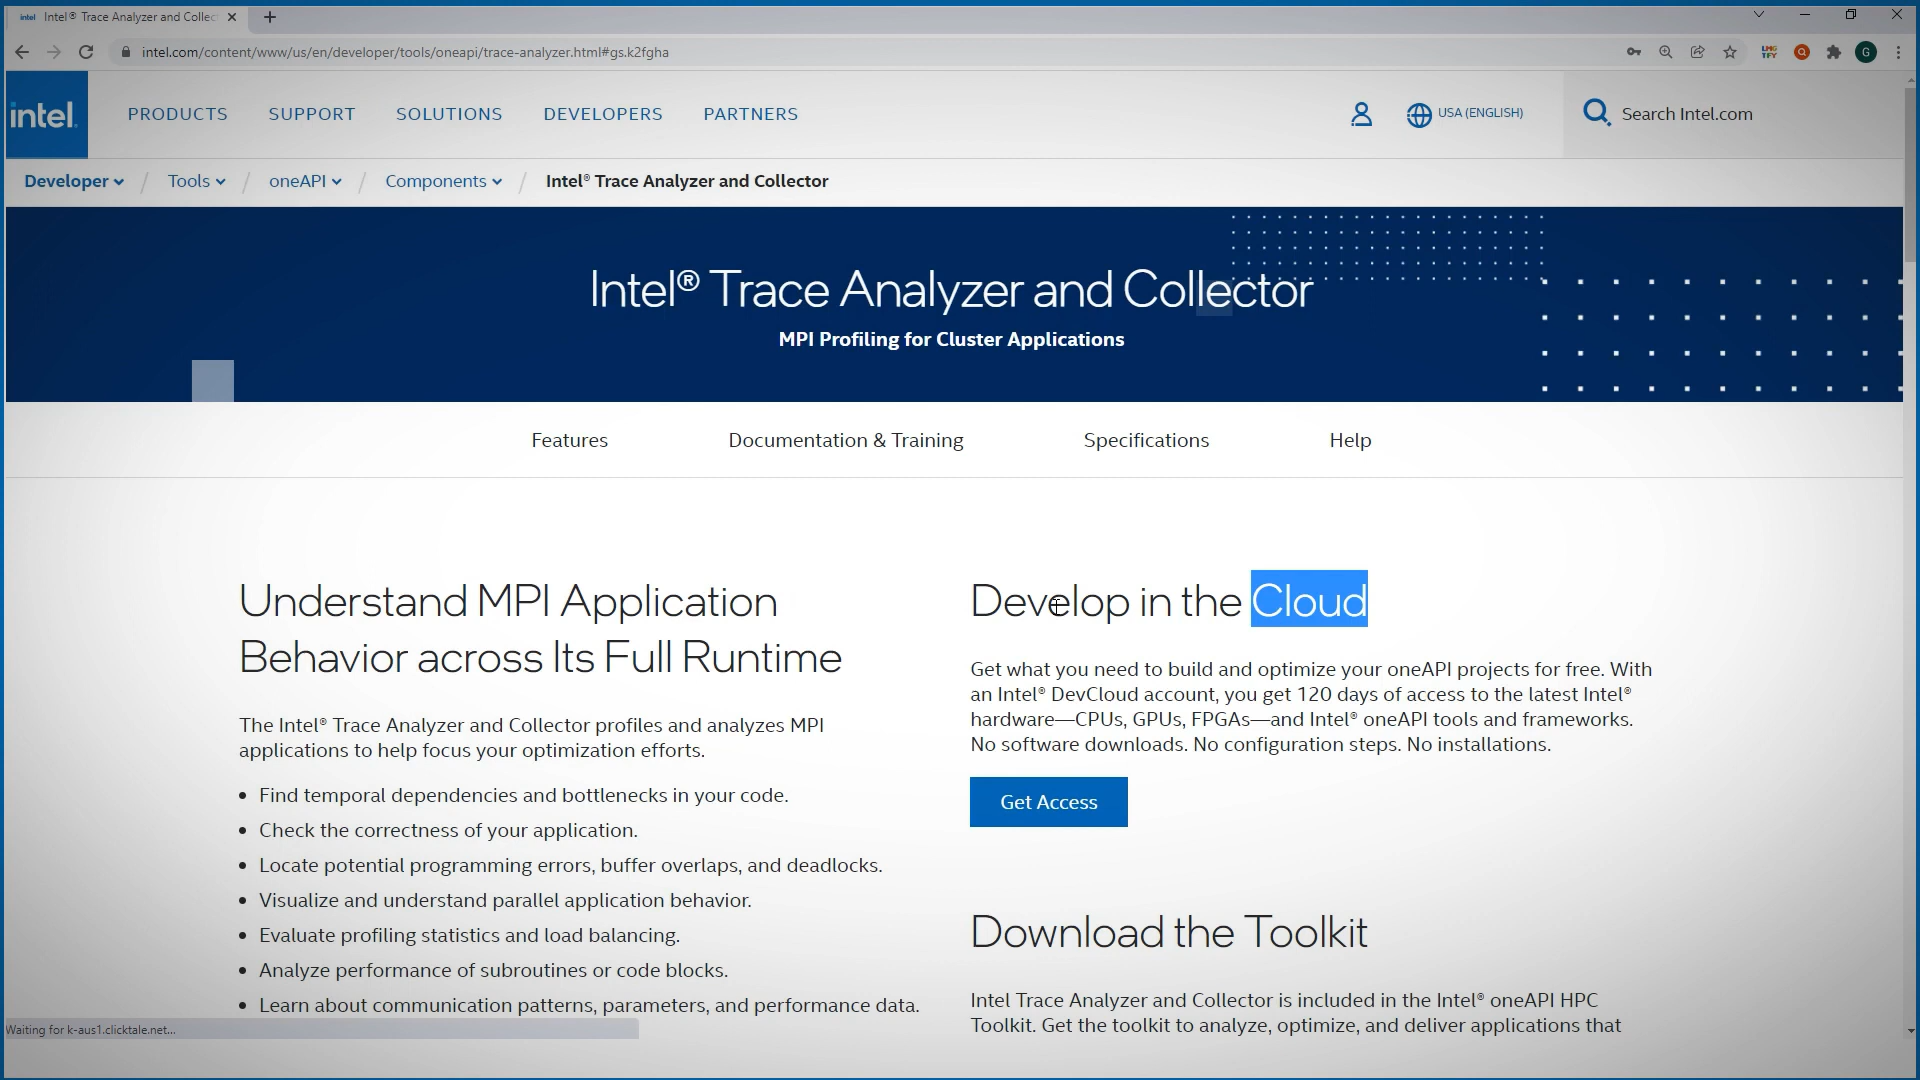 intel Intel® Trace Analyzer and Collec
intel.com/content/www/us/en/developer/tools/oneapi/trace-analyzer.html#gs.k2fgha
LMG TFY
G
intel.
PRODUCTS SUPPORT SOLUTIONS DEVELOPERS PARTNERS
USA (ENGLISH)
Search Intel.com
Developer / Tools / oneAPI / Components / Intel® Trace Analyzer and Collector
Intel® Trace Analyzer and Collector
MPI Profiling for Cluster Applications
Features Documentation & Training Specifications Help
Understand MPI Application
Behavior across Its Full Runtime
The Intel® Trace Analyzer and Collector profiles and analyzes MPI
applications to help focus your optimization efforts.
• Find temporal dependencies and bottlenecks in your code.
• Check the correctness of your application.
• Locate potential programming errors, buffer overlaps, and deadlocks.
• Visualize and understand parallel application behavior.
• Evaluate profiling statistics and load balancing.
• Analyze performance of subroutines or code blocks.
• Learn about communication patterns, parameters, and performance data.
Develop in the Cloud
Get what you need to build and optimize your oneAPI projects for free. With
an Intel® DevCloud account, you get 120 days of access to the latest Intel®
hardware—CPUs, GPUs, FPGAs—and Intel® oneAPI tools and frameworks.
No software downloads. No configuration steps. No installations.
Get Access
Download the Toolkit
Intel Trace Analyzer and Collector is included in the Intel® oneAPI HPC
Toolkit. Get the toolkit to analyze, optimize, and deliver applications that
Waiting for k-aus1.clicktale.net...